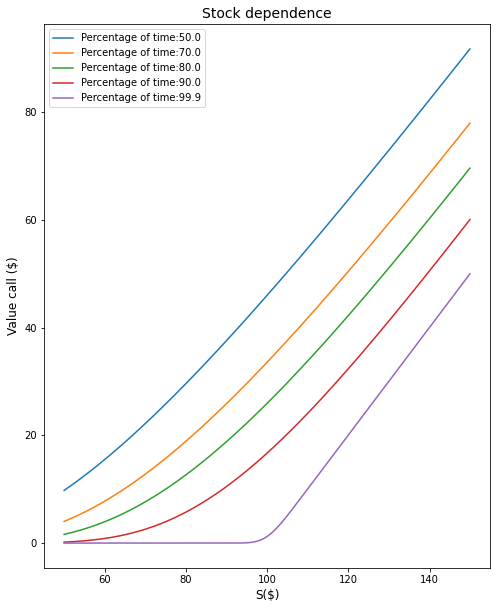 Stock dependence
Percentage of time:50.0
Percentage of time:70.0
Percentage of time:80.0
Percentage of time:90.0
Percentage of time:99.9
Value call ($)
80
60
40
20
0
60
80
100
120
140
S($)